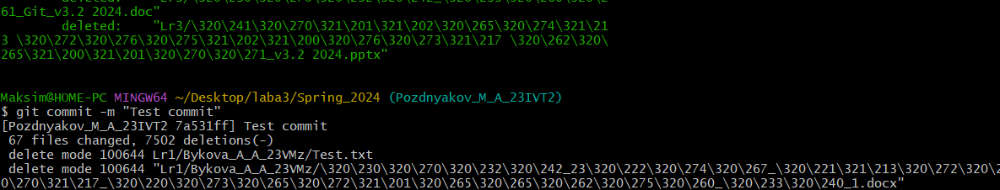 61_Git_v3.2 2024.doc"
deleted: "Lr3/\320\241\320\270\321\201\321\202\320\265\320\274\321\21
3 \320\272\320\276\320\275\321\202\321\200\320\276\320\273\321\217 \320\262\320\
265\321\200\321\201\320\270\320\271_v3.2 2024.pptx"
Maksim@HOME-PC MINGW64 ~/Desktop/laba3/Spring_2024 (Pozdnyakov_M_A_23IVT2)
$ git commit -m "Test commit"
[Pozdnyakov_M_A_23IVT2 7a531ff] Test commit
67 files changed, 7502 deletions(-)
delete mode 100644 Lr1/Bykova_A_A_23VMz/Test.txt
delete mode 100644 "Lr1/Bykova_A_A_23VMz/\320\230\320\270\320\232\320\242_23\320\222\320\274\320\267_\320\221\321\213\320\272\320\2
0\270\321\217_\320\220\320\273\320\265\320\272\321\201\320\265\320\265\320\262\320\275\320\260_\320\233\320\240_1.docx"